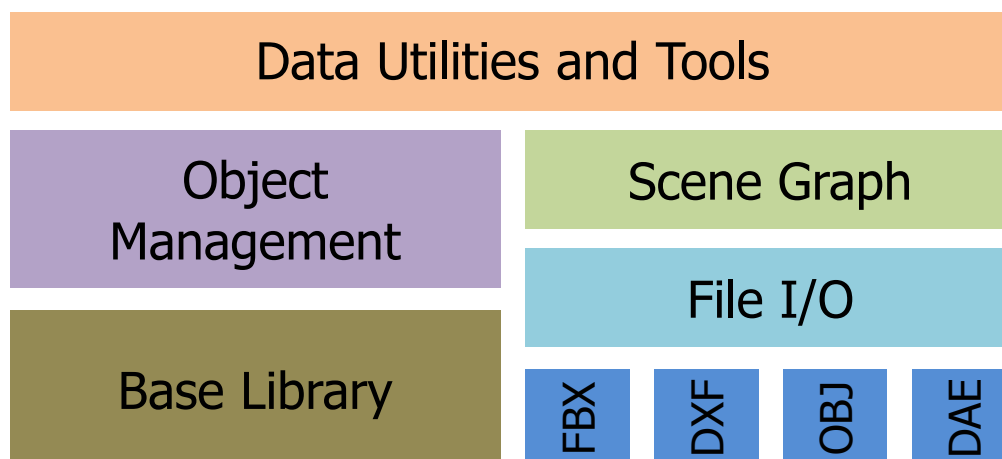 Data Utilities and Tools
Object
Management
Scene Graph
File I/O
Base Library
FBX
DXF
OBJ
DAE